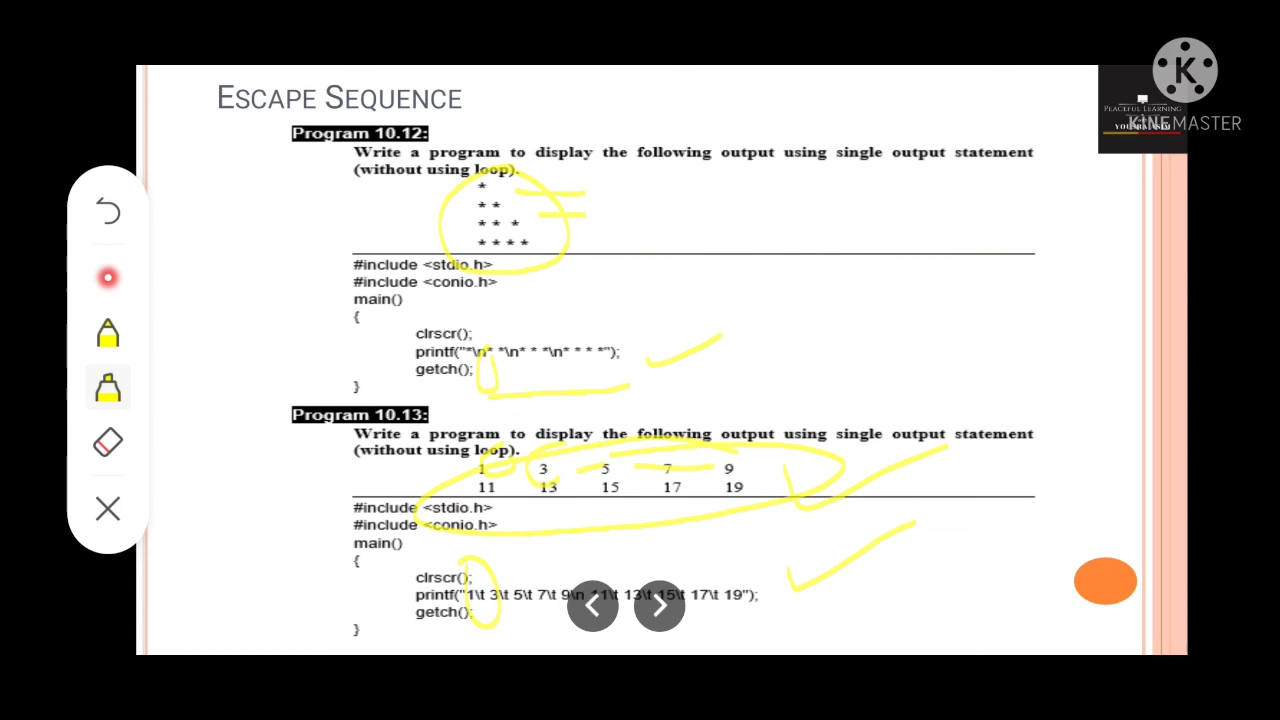 ESCAPE SEQUENCE
K
PEACEFUL LEARNING
KINEMASTER
Program 10.12:
Write a program to display the following output using single output statement
(without using loop).
*
* *
* * *
* * * *
#include <stdio.h>
#include <conio.h>
main()
{
clrscr();
printf("*\n* *\n* * *\n* * * *");
getch();
}
Program 10.13:
Write a program to display the following output using single output statement
(without using loop).
1 3 5 7 9
11 13 15 17 19
#include <stdio.h>
#include <conio.h>
main()
{
clrscr();
printf("1\t 3\t 5\t 7\t 9\n 11\t 13\t 15\t 17\t 19");
getch();
}